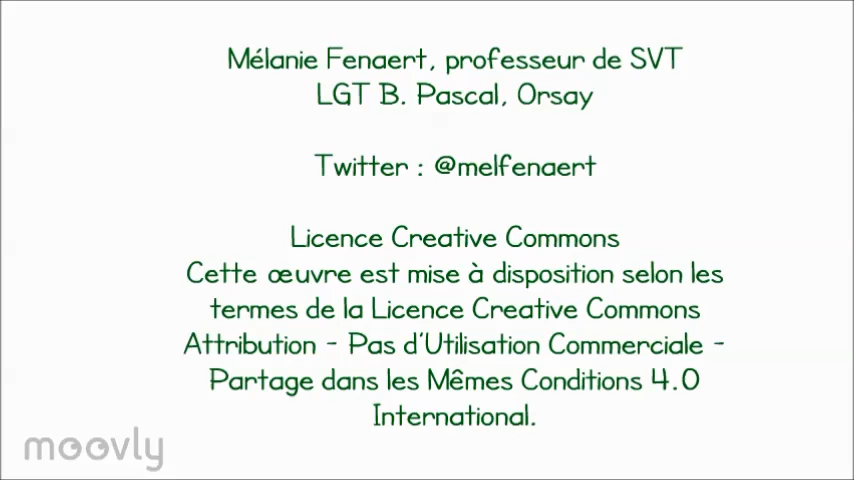 Mélanie Fenaert, professeur de SVT
LGT B. Pascal, Orsay
Twitter : @melfenaert
Licence Creative Commons
Cette œuvre est mise à disposition selon les
termes de la Licence Creative Commons
Attribution - Pas d'Utilisation Commerciale -
Partage dans les Mêmes Conditions 4.0
International.
moovly